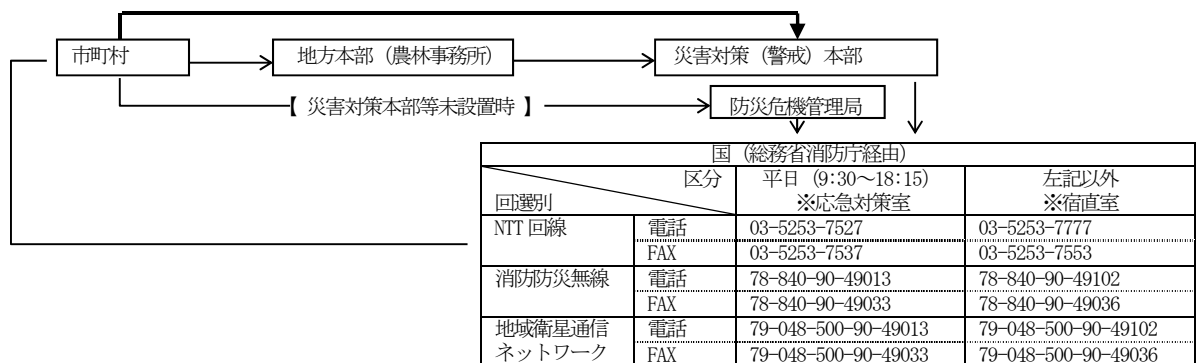 市町村
地方本部（農林事務所）
災害対策（警戒）本部
【 災害対策本部等未設置時 】
防災危機管理局
国（総務省消防庁経由）
区分
回選別
平日（9:30～18:15）
※応急対策室
左記以外
※宿直室
NTT 回線 電話 03-5253-7527 03-5253-7777
FAX 03-5253-7537 03-5253-7553
消防防災無線 電話 78-840-90-49013 78-840-90-49102
FAX 78-840-90-49033 78-840-90-49036
地域衛星通信 電話 79-048-500-90-49013 79-048-500-90-49102
ネットワーク FAX 79-048-500-90-49033 79-048-500-90-49036